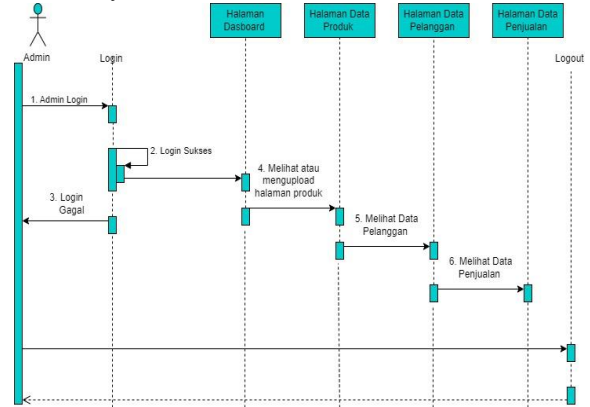 Halaman
Dasboard
Halaman Data
Produk
Halaman Data
Pelanggan
Halaman Data
Penjualan
Admin
Login
Logout
1. Admin Login
2. Login Sukses
3. Login
Gagal
4. Melihat atau
mengupload
halaman produk
5. Melihat Data
Pelanggan
6. Melihat Data
Penjualan